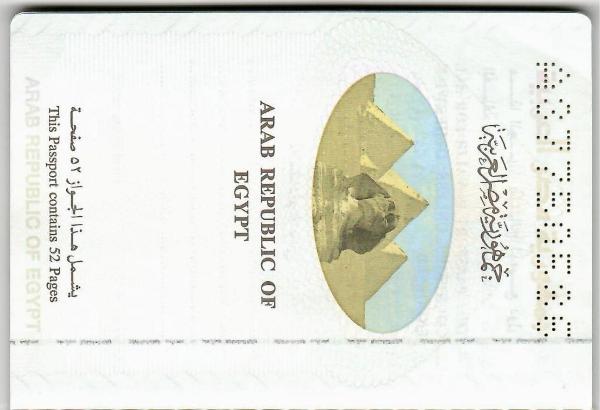 جمهورية مصر العربية
ARAB REPUBLIC OF
EGYPT
يشمل هذا الجواز ٥٢ صفحة
This Passport contains 52 Pages
ARAB REPUBLIC OF EGYPT